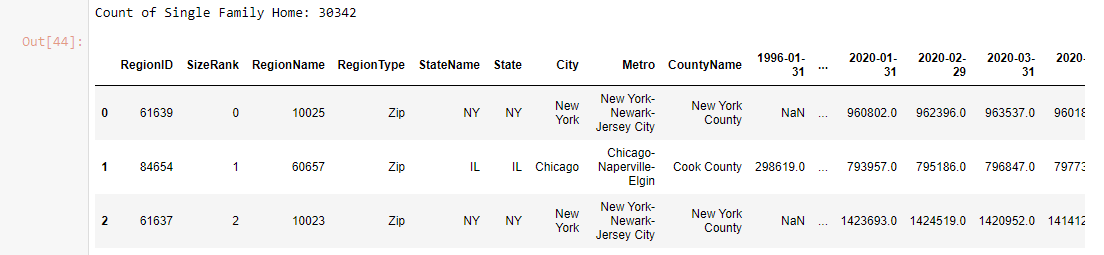 Count of Single Family Home: 30342
Out[44]:
RegionID SizeRank RegionName RegionType StateName State City Metro CountyName 1996-01-31 ... 2020-01-31 2020-02-29 2020-03-31 2020-
0 61639 0 10025 Zip NY NY New York New York-Newark-Jersey City New York County NaN ... 960802.0 962396.0 963537.0 96018
1 84654 1 60657 Zip IL IL Chicago Chicago-Naperville-Elgin Cook County 298619.0 ... 793957.0 795186.0 796847.0 79773
2 61637 2 10023 Zip NY NY New York New York-Newark-Jersey City New York County NaN ... 1423693.0 1424519.0 1420952.0 141412